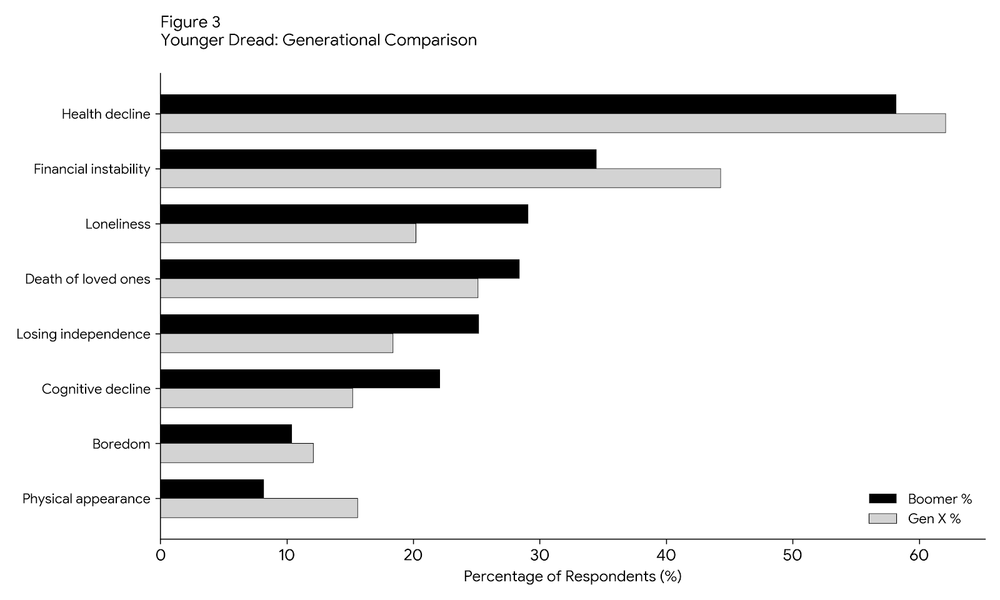 Figure 3
Younger Dread: Generational Comparison
Health decline
Financial instability
Loneliness
Death of loved ones
Losing independence
Cognitive decline
Boredom
Physical appearance
Boomer %
Gen X %
0 10 20 30 40 50 60
Percentage of Respondents (%)